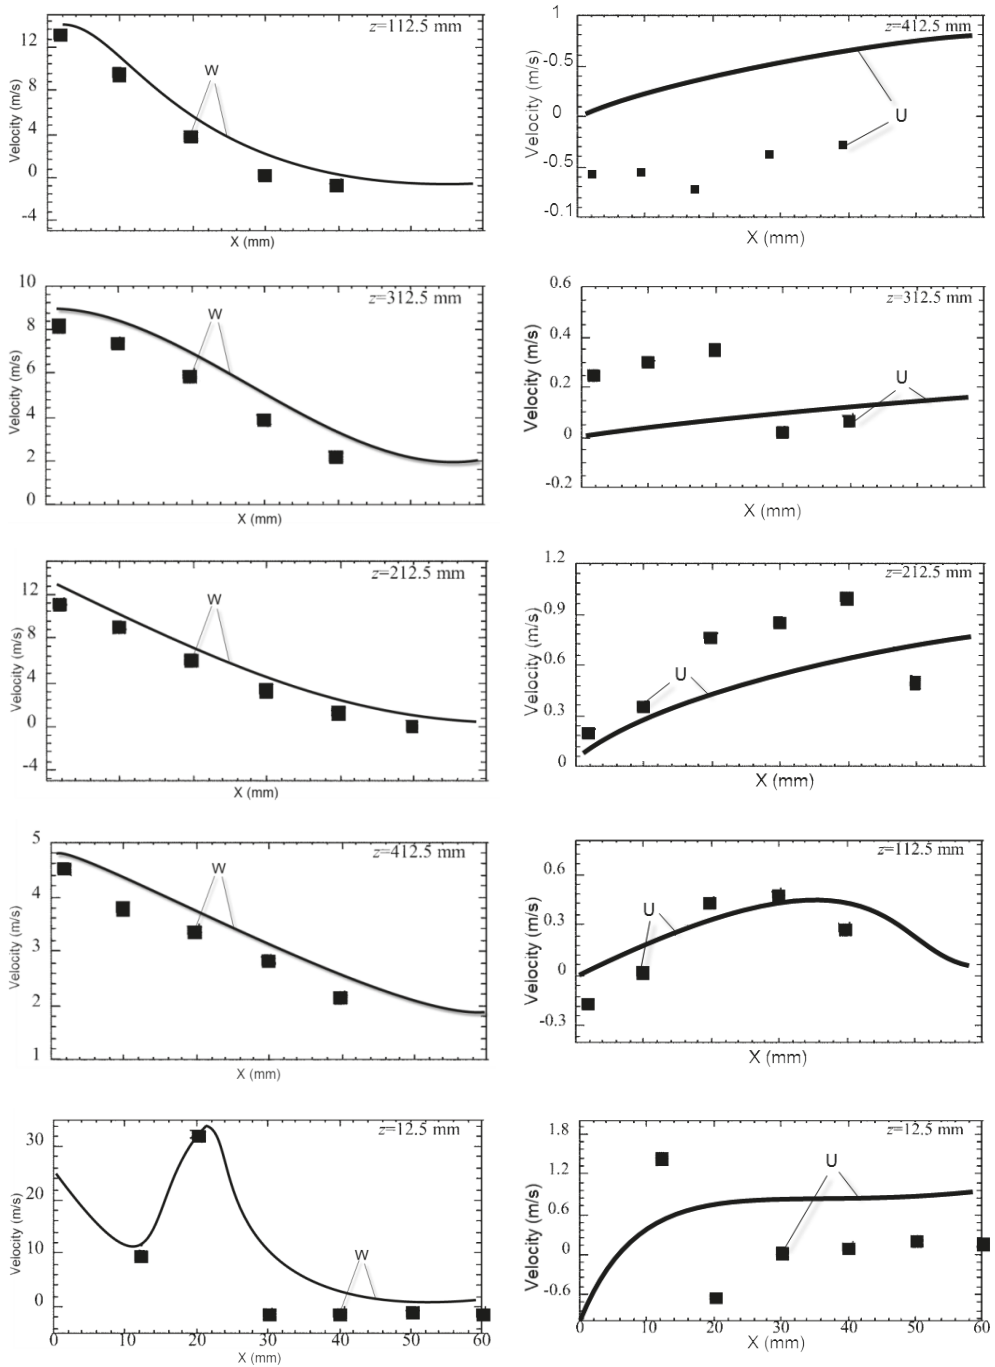 z=112.5 mm
12
8
4
0
-4
Velocity (m/s)
W
X (mm)
z=412.5 mm
1
-0.5
0
-0.5
-0.1
Velocity (m/s)
U
X (mm)
z=312.5 mm
10
8
6
4
2
0
Velocity (m/s)
W
X (mm)
z=312.5 mm
0.6
0.4
0.2
0
-0.2
Velocity (m/s)
U
X (mm)
z=212.5 mm
12
8
4
0
-4
Velocity (m/s)
W
X (mm)
z=212.5 mm
1.2
0.9
0.6
0.3
0
Velocity (m/s)
U
X (mm)
z=412.5 mm
5
4
3
2
1
Velocity (m/s)
W
X (mm)
z=112.5 mm
0.6
0.3
0
-0.3
Velocity (m/s)
U
X (mm)
z=12.5 mm
30
20
10
0
Velocity (m/s)
W
0 10 20 30 40 50 60
X (mm)
z=12.5 mm
1.8
1.2
0.6
0
-0.6
Velocity (m/s)
U
0 10 20 30 40 50 60
X (mm)